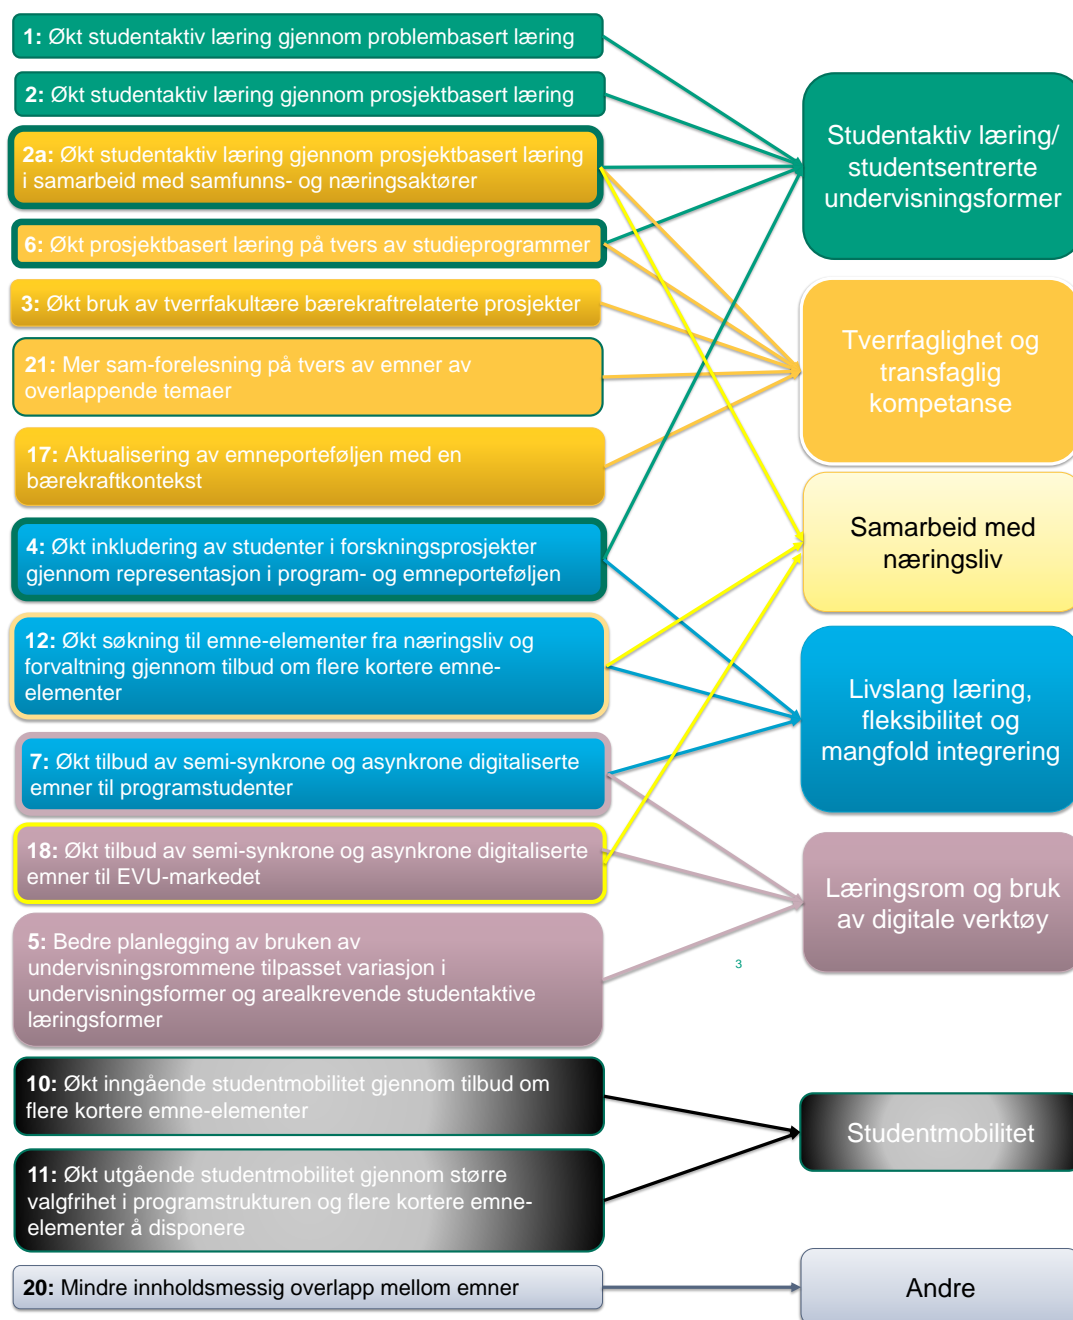 1: Økt studentaktiv læring gjennom problembasert læring
2: Økt studentaktiv læring gjennom prosjektbasert læring
2a: Økt studentaktiv læring gjennom prosjektbasert læring
i samarbeid med samfunns- og næringsaktører
6: Økt prosjektbasert læring på tvers av studieprogrammer
3: Økt bruk av tverrfakultære bærekraftrelaterte prosjekter
21: Mer sam-forelesning på tvers av emner av
overlappende temaer
17: Aktualisering av emneporteføljen med en
bærekraftkontekst
4: Økt inkludering av studenter i forskningsprosjekter
gjennom representasjon i program- og emneporteføljen
12: Økt søkning til emne-elementer fra næringsliv og
forvaltning gjennom tilbud om flere kortere emne-
elementer
7: Økt tilbud av semi-synkrone og asynkrone digitaliserte
emner til programstudenter
18: Økt tilbud av semi-synkrone og asynkrone digitaliserte
emner til EVU-markedet
5: Bedre planlegging av bruken av
undervisningsrommene tilpasset variasjon i
undervisningsformer og arealkrevende studentaktive
læringsformer
10: Økt inngående studentmobilitet gjennom tilbud om
flere kortere emne-elementer
11: Økt utgående studentmobilitet gjennom større
valgfrihet i programstrukturen og flere kortere emne-
elementer å disponere
20: Mindre innholdsmessig overlapp mellom emner
Studentaktiv læring/
studentsentrerte
undervisningsformer
Tverrfaglighet og
transfaglig
kompetanse
Samarbeid med
næringsliv
Livslang læring,
fleksibilitet og
mangfold integrering
Læringsrom og bruk
av digitale verktøy
3
Studentmobilitet
Andre